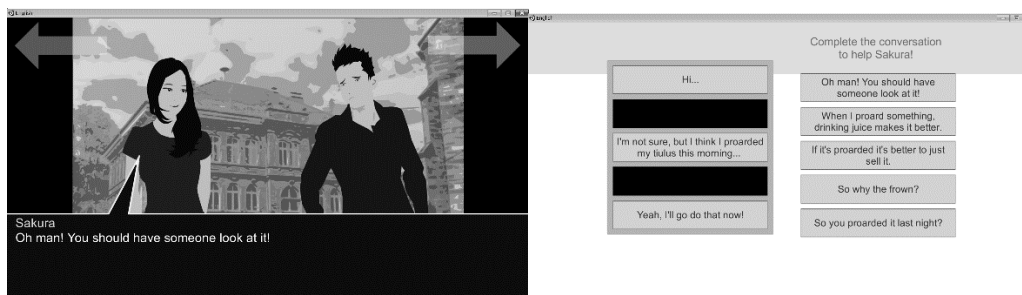 English
Sakura
Oh man! You should have someone look at it!
English
Complete the conversation
to help Sakura!
Hi...
I'm not sure, but I think I proarded
my tiulus this morning...
Yeah, I'll go do that now!
Oh man! You should have
someone look at it!
When I proard something,
drinking juice makes it better.
If it's proarded it's better to just
sell it.
So why the frown?
So you proarded it last night?